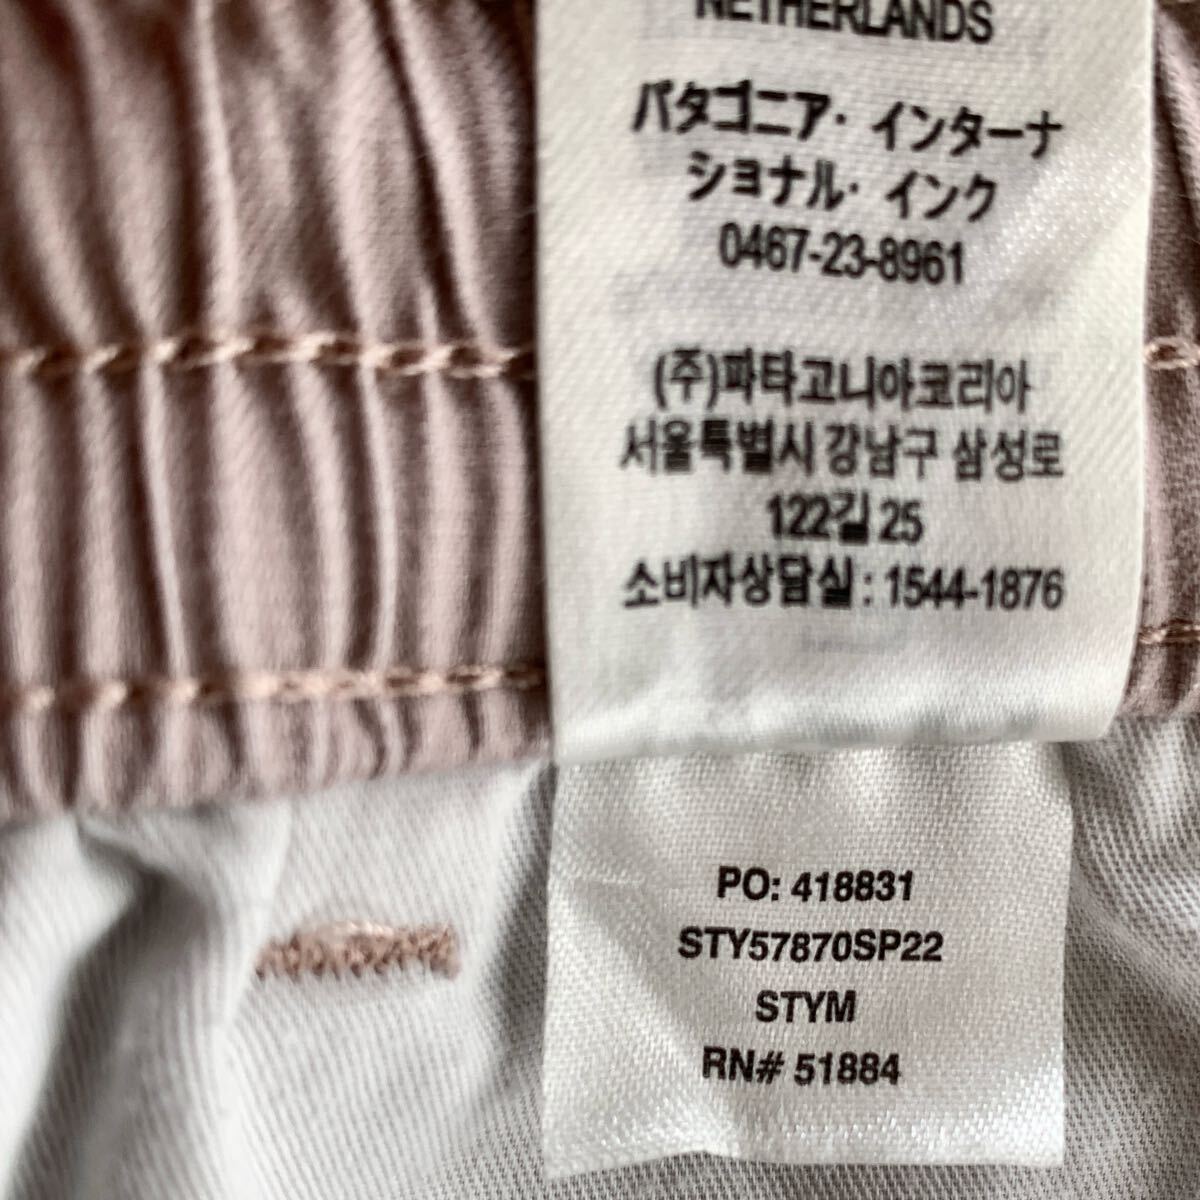 NETHERLANDS
パタゴニア・インターナ
ショナル・インク
0467-23-8961
(주)파타고니아코리아
서울특별시 강남구 삼성로
122길 25
소비자상담실 : 1544-1876
PO: 418831
STY57870SP22
STYM
RN# 51884